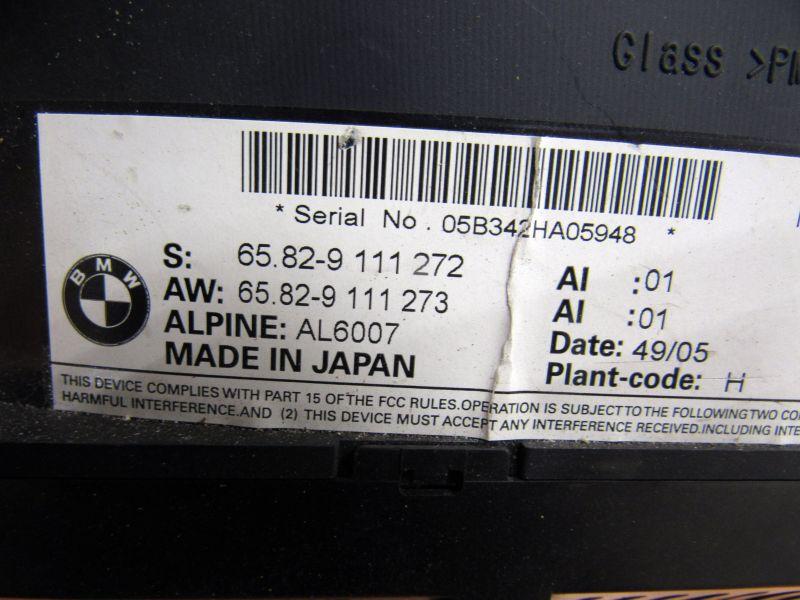 Glass >PM
* Serial No. 05B342HA05948 *
BMW
S: 65.82-9 111 272
AW: 65.82-9 111 273
ALPINE: AL6007
MADE IN JAPAN
AI :01
AI :01
Date: 49/05
Plant-code: H
THIS DEVICE COMPLIES WITH PART 15 OF THE FCC RULES.OPERATION IS SUBJECT TO THE FOLLOWING TWO CO
HARMFUL INTERFERENCE.AND (2) THIS DEVICE MUST ACCEPT ANY INTERFERENCE RECEIVED.INCLUDING INTE